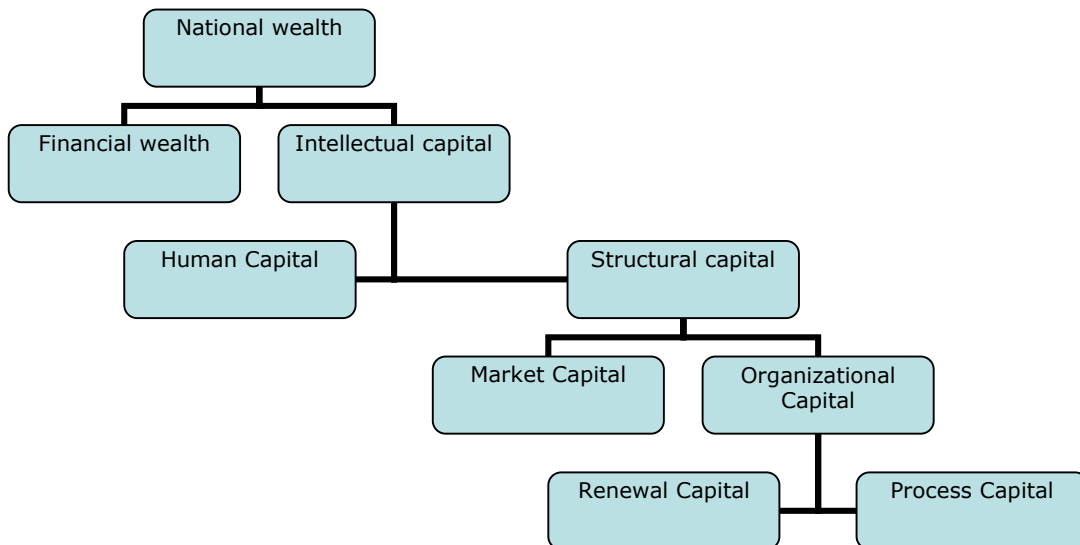 National wealth
Financial wealth
Intellectual capital
Human Capital
Structural capital
Market Capital
Organizational
Capital
Renewal Capital
Process Capital